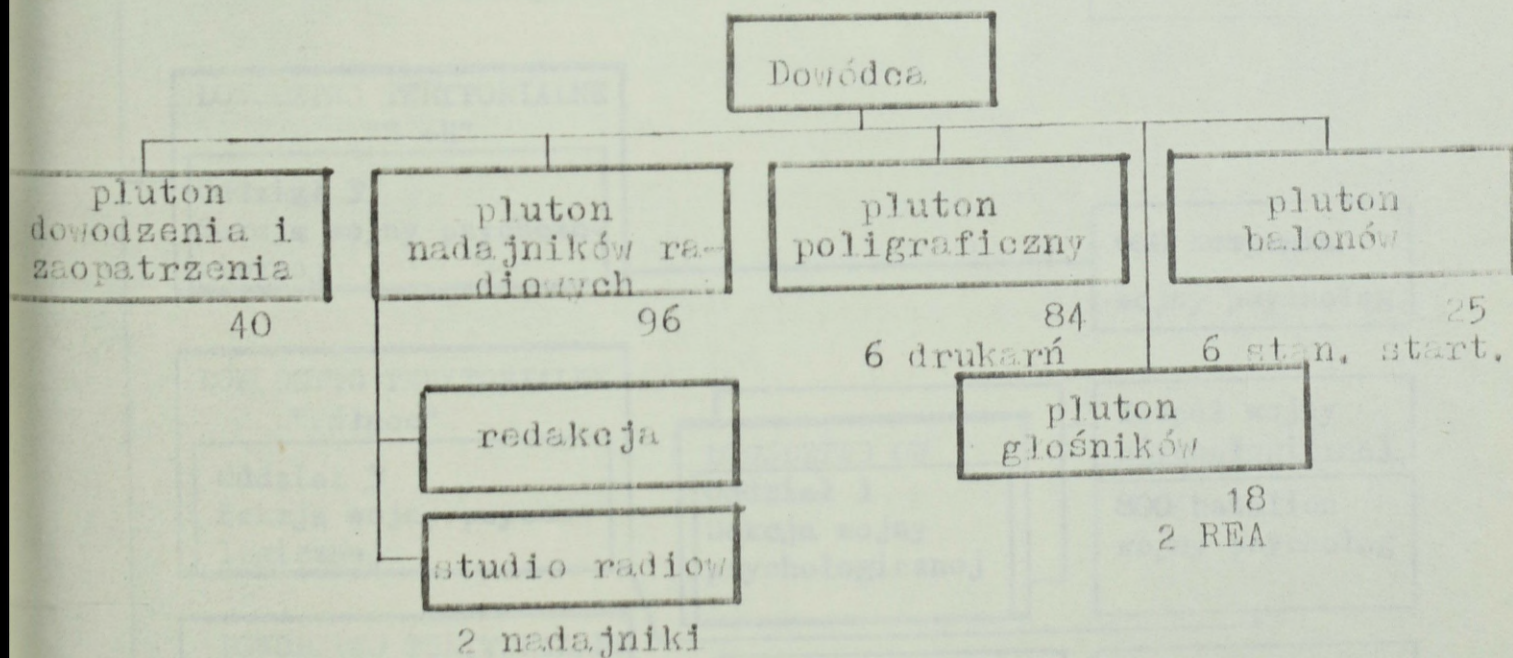 Dowódca
pluton
dowodzenia i
zaopatrzenia
40
pluton
nadajników ra-
diowych
96
pluton
poligraficzny
84
6 drukarń
pluton
balonów
25
6 stan. start.
redakcja
studio radiow
2 nadajniki
pluton
głośników
18
2 REA